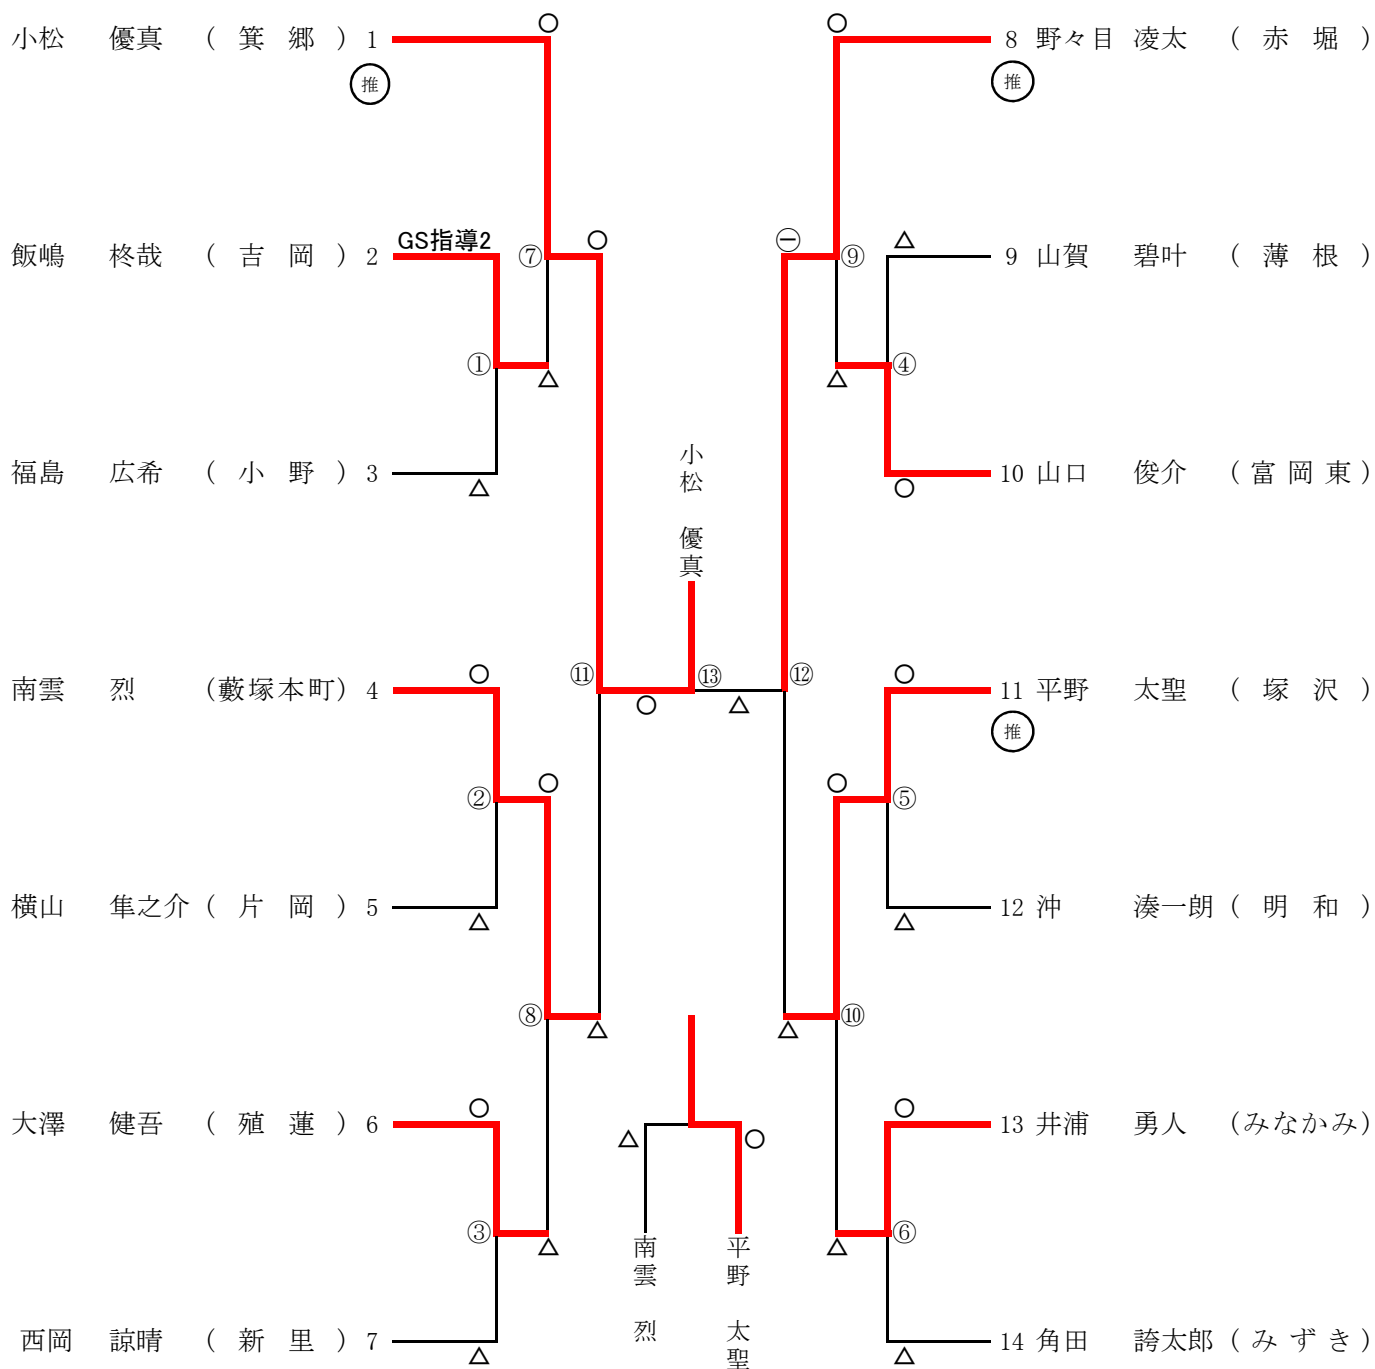 小松 優真 (箕郷) 1
推
飯嶋 柊哉 (吉岡) 2
GS指導2
福島 広希 (小野) 3
南雲 烈 (藪塚本町) 4
横山 隼之介 (片岡) 5
大澤 健吾 (殖蓮) 6
西岡 諒晴 (新里) 7
①
②
③
⑦
⑧
⑪
小松 優真
⑬
南雲 烈
平野 太聖
⑫
⑨
⑩
④
⑤
⑥
8 野々目 凌太 (赤堀)
推
9 山賀 碧叶 (薄根)
10 山口 俊介 (富岡東)
11 平野 太聖 (塚沢)
推
12 沖 湊一朗 (明和)
13 井浦 勇人 (みなかみ)
14 角田 誇太郎 (みずき)